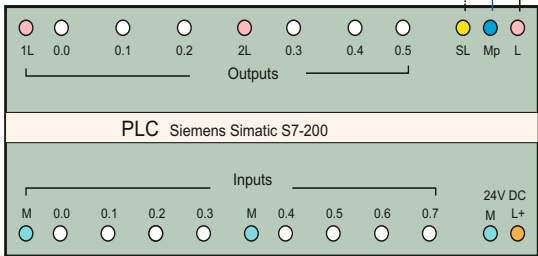 1L 0.0 0.1 0.2 2L 0.3 0.4 0.5 SL Mp L
Outputs
PLC Siemens Simatic S7-200
Inputs
24V DC
M 0.0 0.1 0.2 0.3 M 0.4 0.5 0.6 0.7 M L+